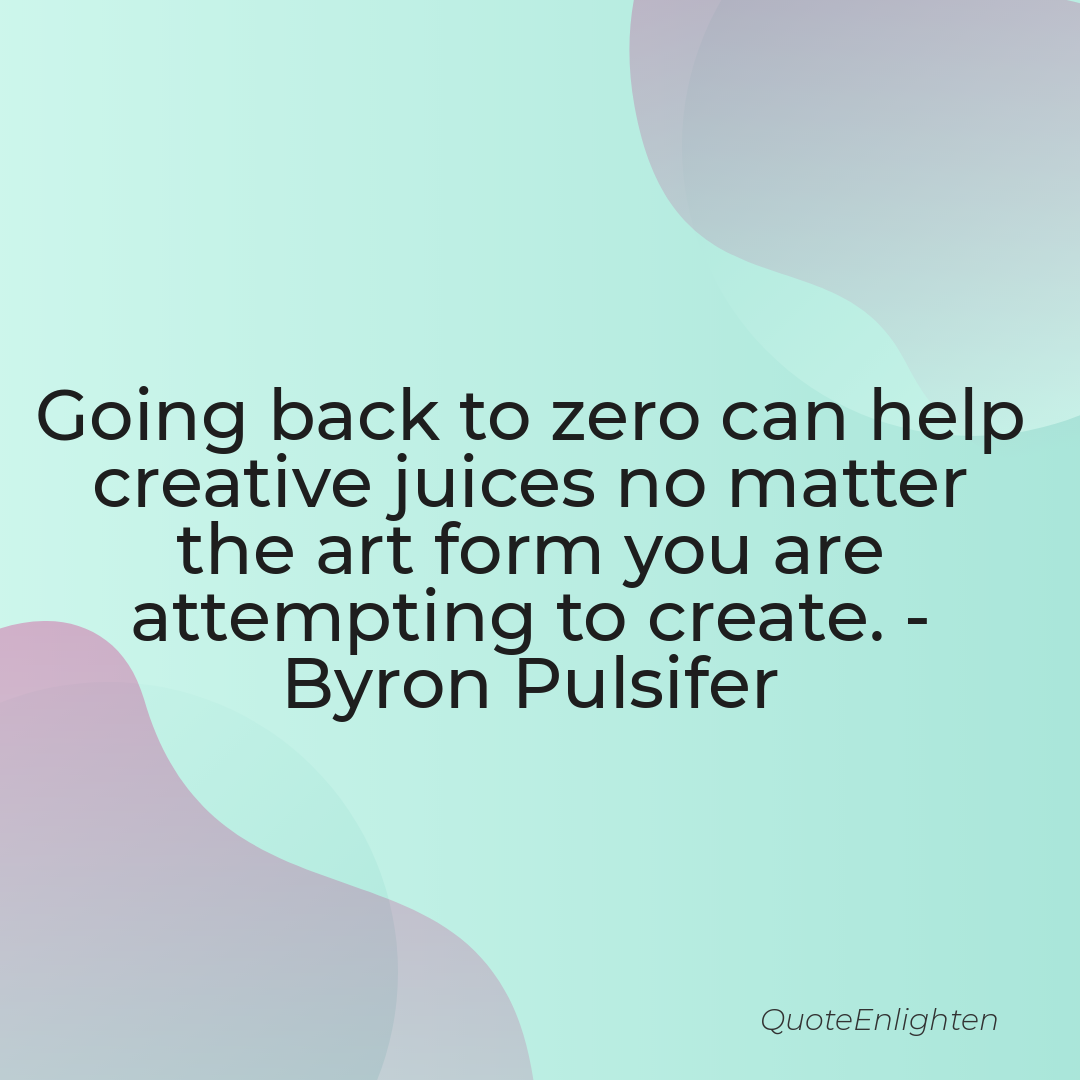 Going back to zero can help
creative juices no matter
the art form you are
attempting to create. -
Byron Pulsifer
QuoteEnlighten